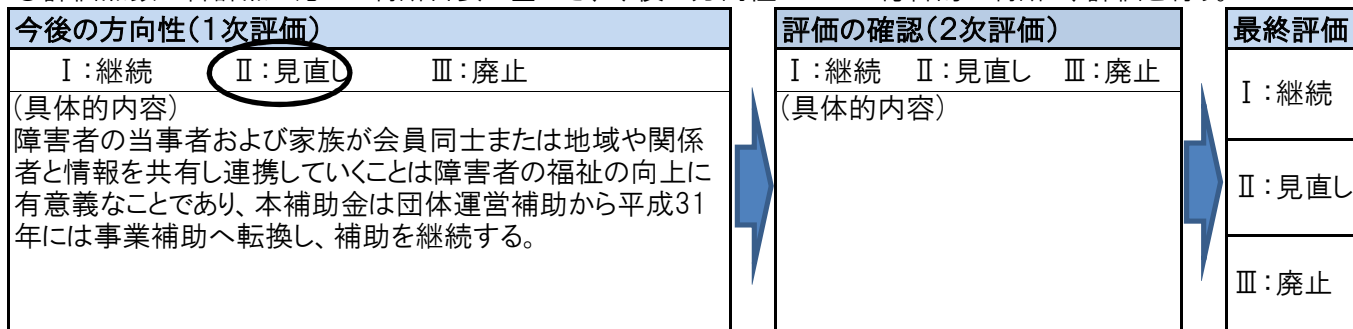 今後の方向性(1次評価)
Ⅰ:継続 Ⅱ:見直し Ⅲ:廃止
(具体的内容)
障害者の当事者および家族が会員同士または地域や関係
者と情報を共有し連携していくことは障害者の福祉の向上に
有意義なことであり、本補助金は団体運営補助から平成31
年には事業補助へ転換し、補助を継続する。
評価の確認(2次評価)
Ⅰ:継続 Ⅱ:見直し Ⅲ:廃止
(具体的内容)
最終評価
Ⅰ:継続
Ⅱ:見直し
Ⅲ:廃止